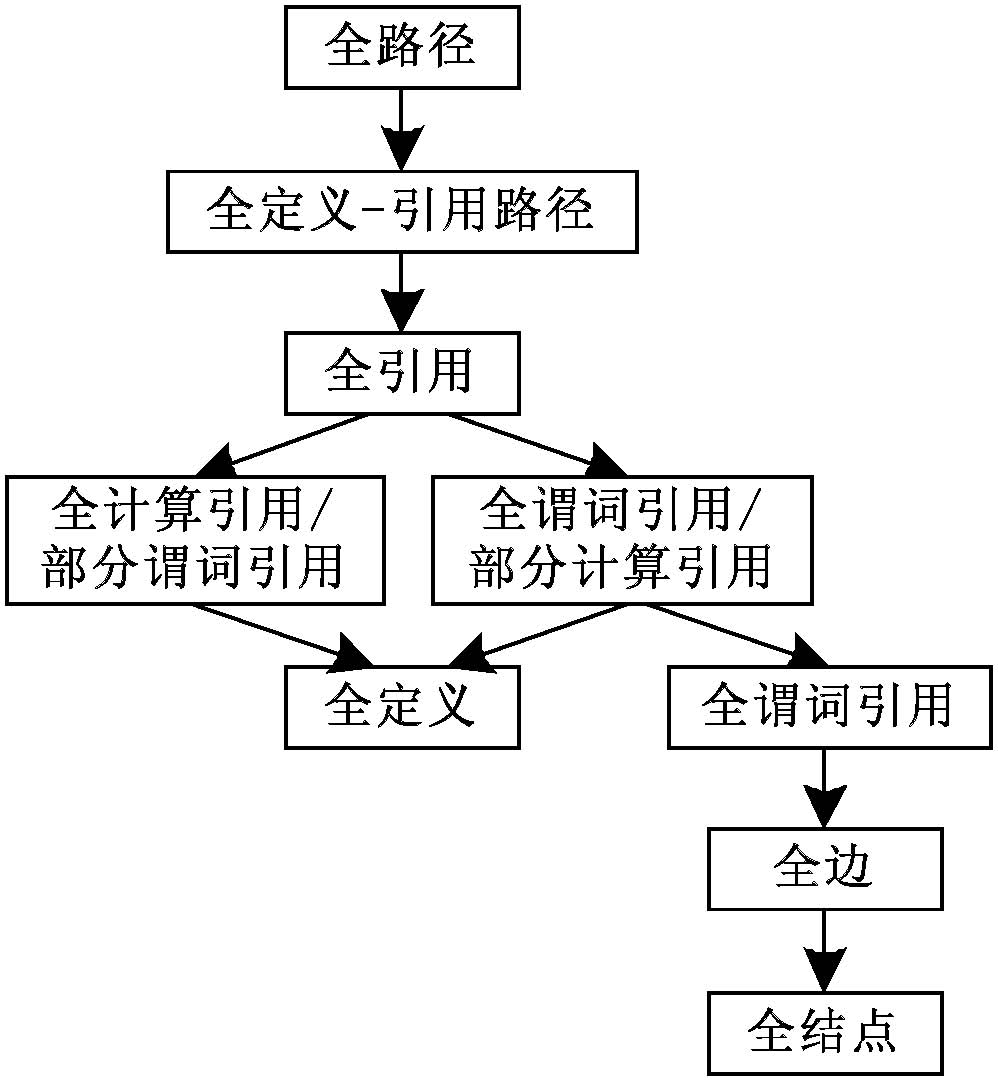 全路径
全定义-引用路径
全引用
全计算引用/
部分谓词引用
全谓词引用/
部分计算引用
全定义
全谓词引用
全边
全结点